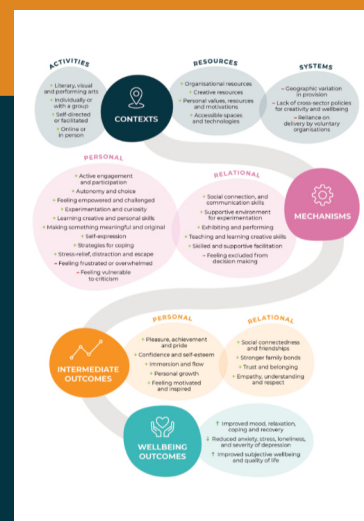 ACTIVITIES
+ Literary, visual
and performing arts
+ Individually or
with a group
+ Self-directed
or facilitated
+ Online or
in person
CONTEXTS
RESOURCES
+ Organisational resources
+ Creative resources
+ Personal values, resources
and motivations
+ Accessible spaces
and technologies
SYSTEMS
– Geographic variation
in provision
– Lack of cross-sector policies
for creativity and wellbeing
– Reliance on
delivery by voluntary
organisations
PERSONAL
+ Active engagement
and participation
+ Autonomy and choice
+ Feeling empowered and challenged
+ Experimentation and curiosity
+ Learning creative and personal skills
+ Making something meaningful and original
+ Self-expression
+ Strategies for coping
+ Stress relief, distraction and escape
– Feeling frustrated or overwhelmed
– Feeling vulnerable
to criticism
RELATIONAL
+ Social connection, and
communication skills
+ Supportive environment
for experimentation
+ Exhibiting and performing
+ Teaching and learning creative skills
+ Skilled and supportive facilitation
– Feeling excluded from
decision making
MECHANISMS
INTERMEDIATE
OUTCOMES
PERSONAL
+ Pleasure, achievement
and pride
+ Confidence and self-esteem
+ Immersion and flow
+ Personal growth
+ Feeling motivated
and inspired
RELATIONAL
+ Social connectedness
and friendships
+ Stronger family bonds
+ Trust and belonging
+ Empathy, understanding
and respect
WELLBEING
OUTCOMES
↑ Improved mood, relaxation,
coping and recovery
↓ Reduced anxiety, stress, loneliness,
and severity of depression
↑ Improved subjective wellbeing
and quality of life